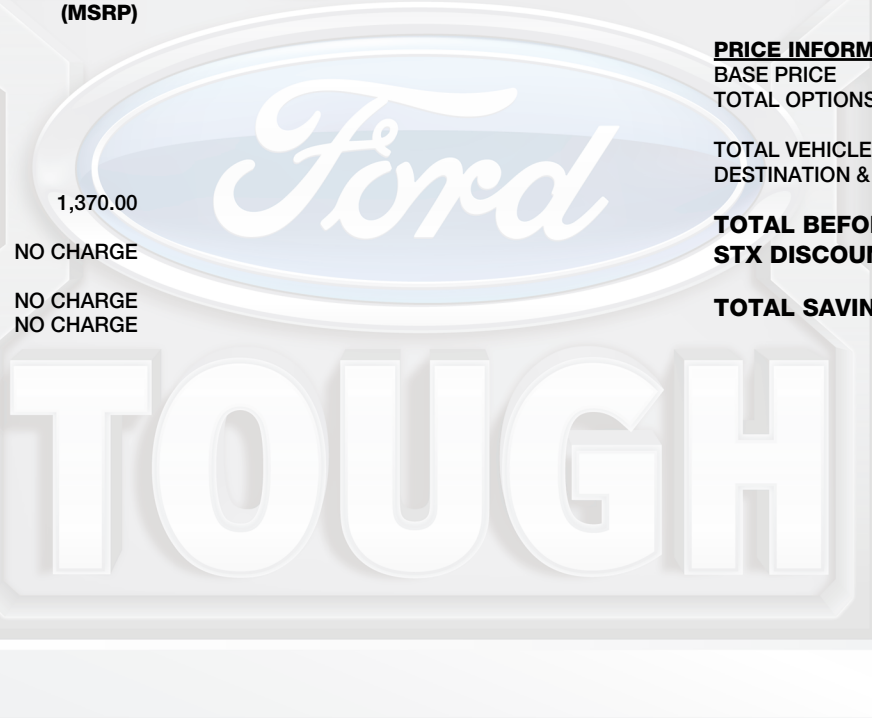 (MSRP)
1,370.00
NO CHARGE
NO CHARGE
NO CHARGE
PRICE INFORM
BASE PRICE
TOTAL OPTIONS
TOTAL VEHICLE
DESTINATION &
TOTAL BEFO
STX DISCOU
TOTAL SAVIN
Ford
TOUGH